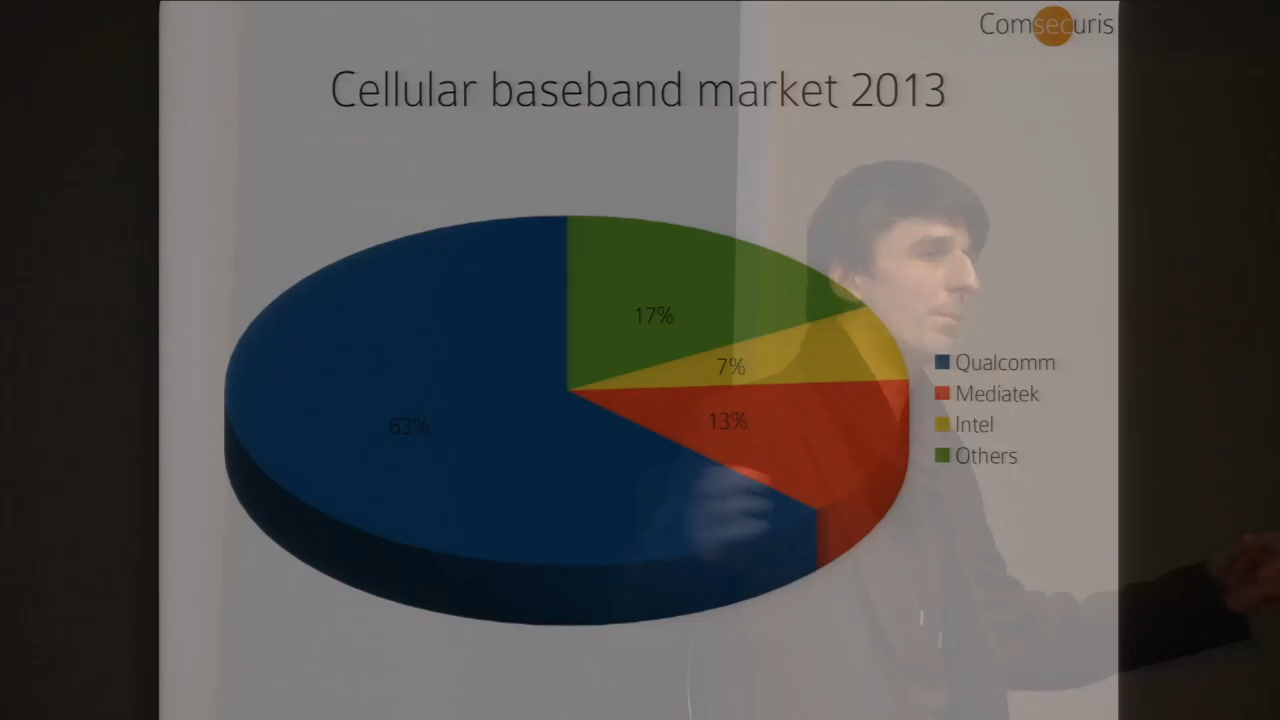 Comsecuris
Cellular baseband market 2013
17%
7%
63%
13%
Qualcomm
Mediatek
Intel
Others